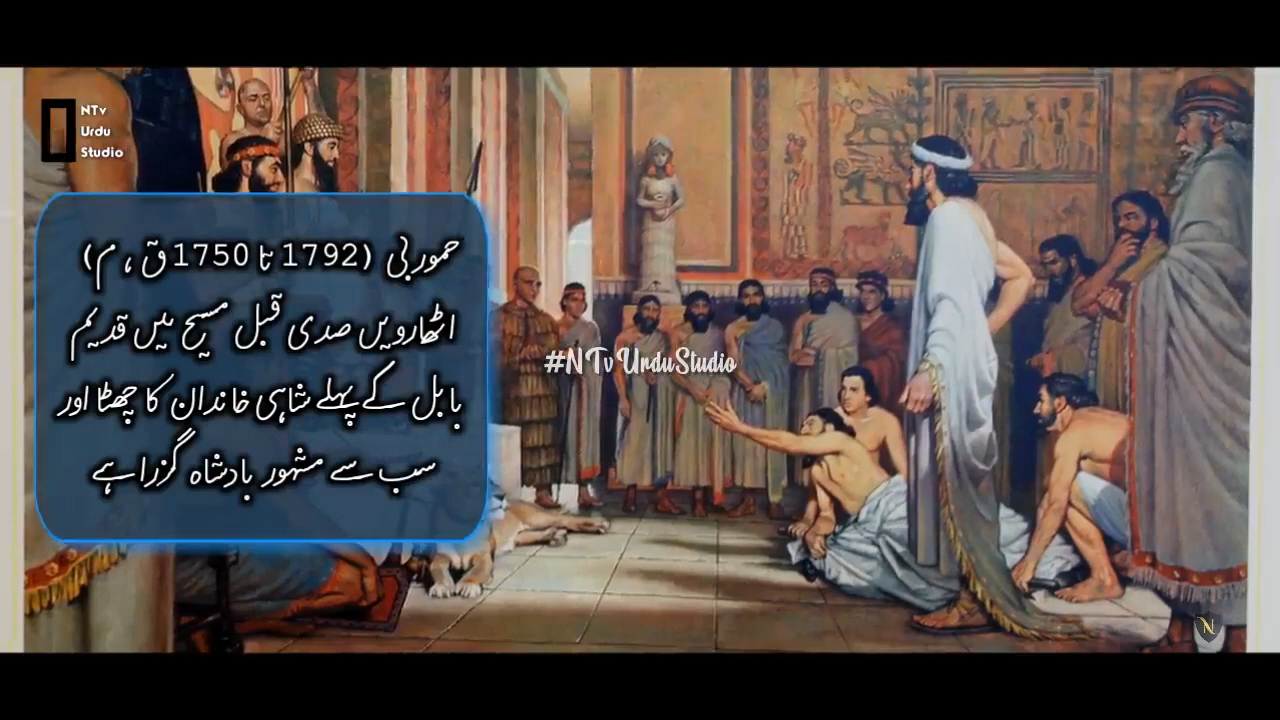 NTv
Urdu
Studio
حموربی (1792 تا 1750 ق ، م)
اٹھارویں صدی قبل مسیح میں قدیم
بابل کے پہلے شاہی خاندان کا چھٹا اور
سب سے مشہور بادشاہ گزرا ہے
#NTvUrduStudio
N